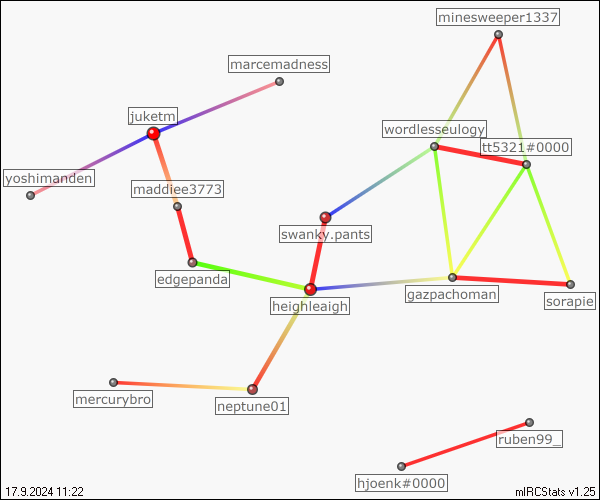 minesweeper1337
marcemadness
juketm
wordlesseulogy
tt5321#0000
yoshimanden
maddiee3773
swanky.pants
edgepanda
gazpachoman
sorapie
heighleaigh
mercurybro
neptune01
ruben99_
hjoenk#0000
17.9.2024 11:22
mIRCStats v1.25